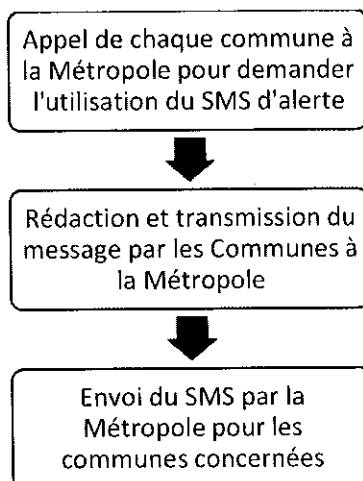 Appel de chaque commune à
la Métropole pour demander
l'utilisation du SMS d'alerte
Rédaction et transmission du
message par les Communes à
la Métropole
Envoi du SMS par la
Métropole pour les
communes concernées